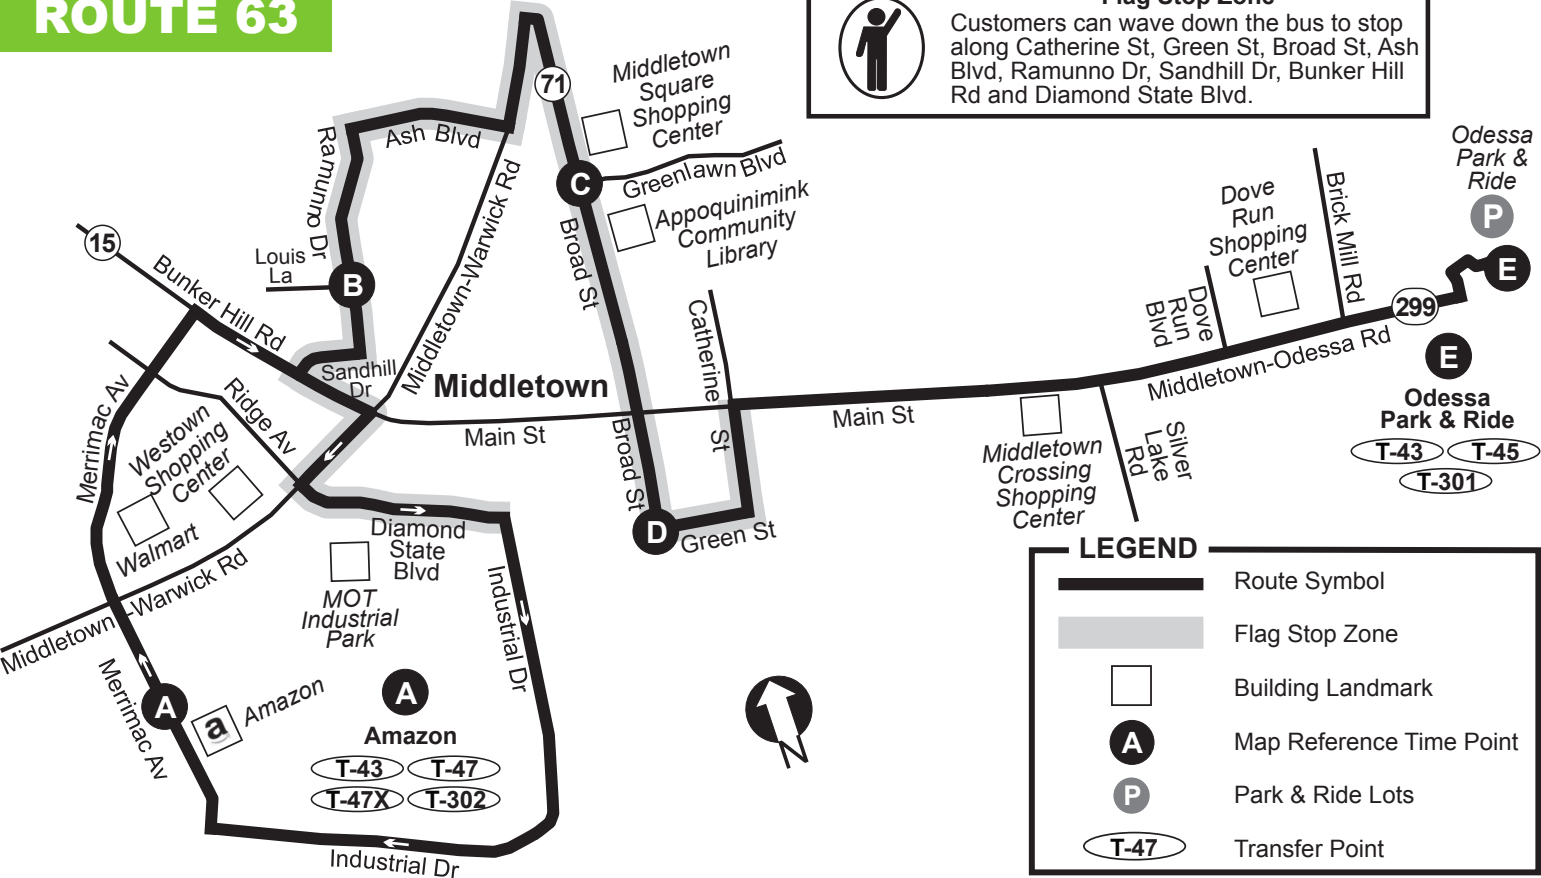 ROUTE 63
Flag Stop Zone
Customers can wave down the bus to stop
along Catherine St, Green St, Broad St, Ash
Blvd, Ramunno Dr, Sandhill Dr, Bunker Hill
Rd and Diamond State Blvd.
71
Middletown
Square
Shopping
Center
Ash Blvd
Ramunno Dr
Middletown-Warwick Rd
C
Greenlawn Blvd
Appoquinimink
Community
Library
Broad St
15
Bunker Hill Rd
Louis
La
B
Sandhill
Dr
Middletown
Catherine
St
Main St
Main St
Dove
Run
Shopping
Center
Dove
Run
Blvd
Brick Mill Rd
Odessa
Park &
Ride
P
E
299
Middletown-Odessa Rd
E
Odessa
Park & Ride
T-43
T-45
T-301
Merrimac Av
Ridge Av
Westown
Shopping
Center
Walmart
Middletown-Warwick Rd
Diamond
State
Blvd
MOT
Industrial
Park
Industrial Dr
Broad St
D
Green St
Middletown
Crossing
Shopping
Center
Silver
Lake
Rd
Merrimac Av
A
a
Amazon
A
Amazon
T-43
T-47
T-47X
T-302
Industrial Dr
N
LEGEND
Route Symbol
Flag Stop Zone
Building Landmark
A
Map Reference Time Point
P
Park & Ride Lots
T-47
Transfer Point